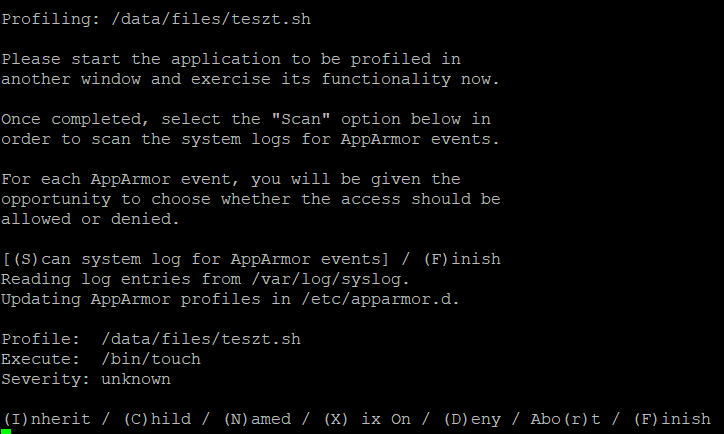 Profiling: /data/files/teszt.sh
Please start the application to be profiled in
another window and exercise its functionality now.
Once completed, select the "Scan" option below in
order to scan the system logs for AppArmor events.
For each AppArmor event, you will be given the
opportunity to choose whether the access should be
allowed or denied.
[(S)can system log for AppArmor events] / (F)inish
Reading log entries from /var/log/syslog.
Updating AppArmor profiles in /etc/apparmor.d.
Profile:  /data/files/teszt.sh
Execute:  /bin/touch
Severity: unknown
(I)nherit / (C)hild / (N)amed / (X) ix On / (D)eny / Abo(r)t / (F)inish